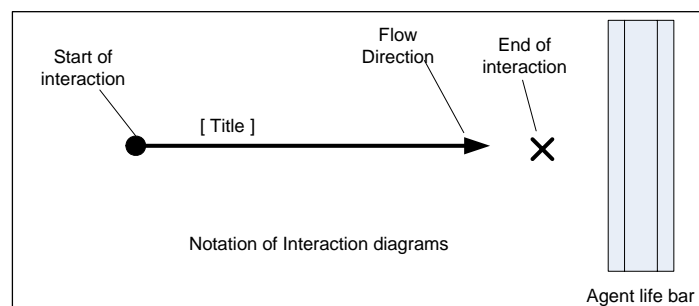 Start of
interaction
Flow
Direction
End of
interaction
[ Title ]
Notation of Interaction diagrams
Agent life bar